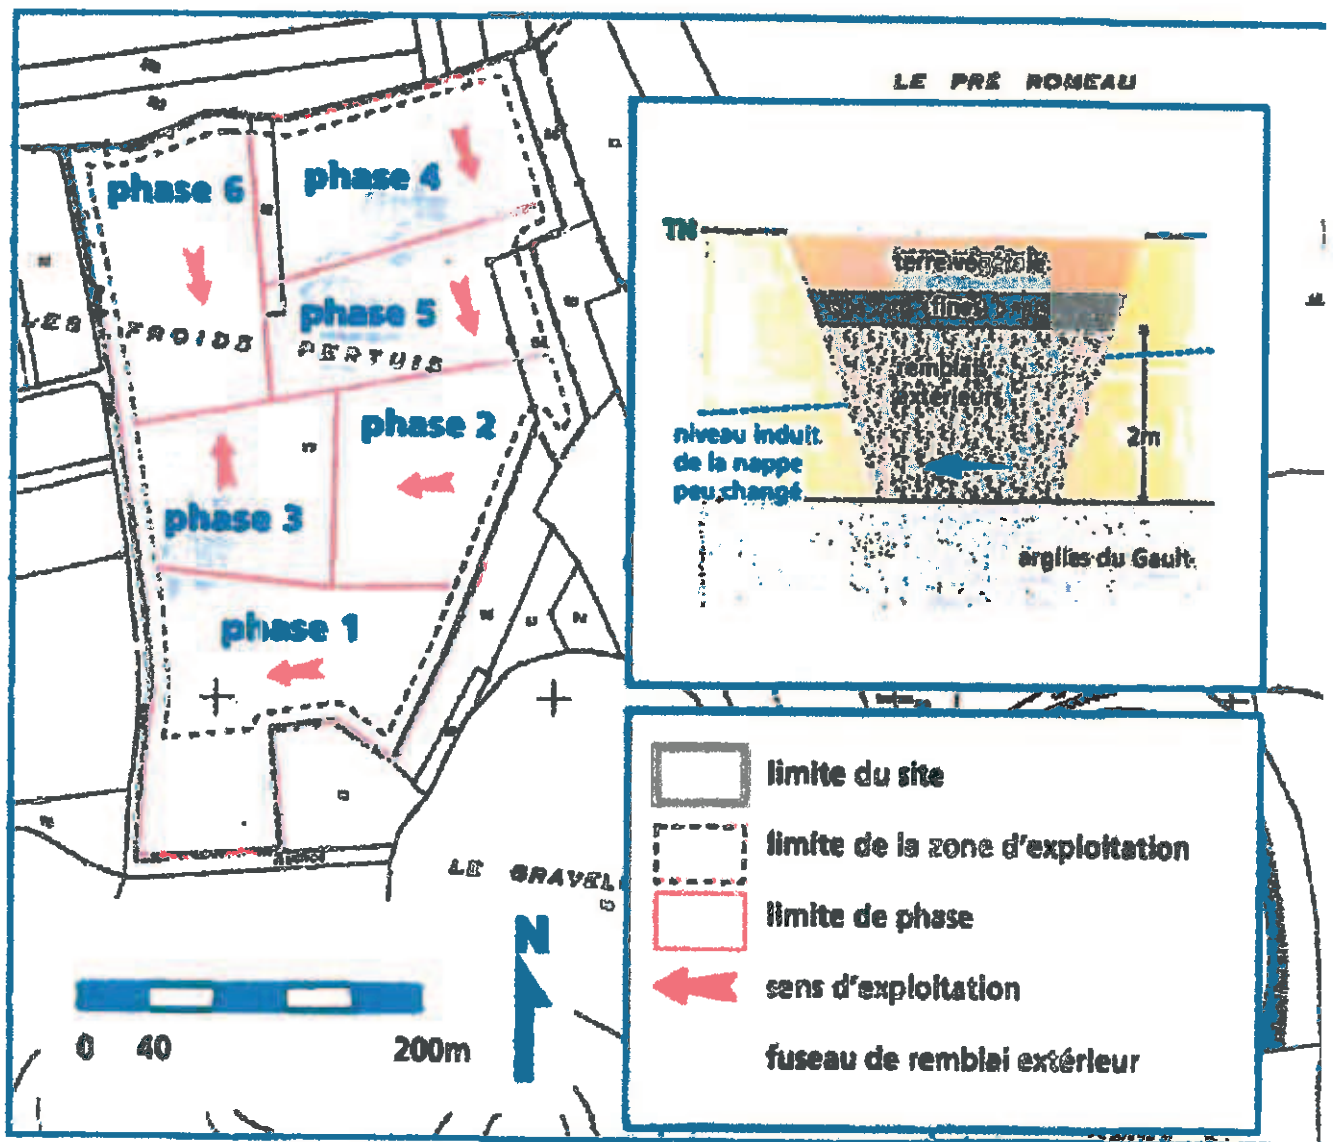 LE PRÉ ROMEAU
phase 6
phase 4
phase 5
LES FROIDS PERTUIS
phase 2
phase 3
phase 1
TN
terre végétale
fines
remblais
extérieurs
niveau induit
de la nappe
peu changé
2m
argiles du Gault
LE GRAVEL
N
0 40 200m
limite du site
limite de la zone d'exploitation
limite de phase
sens d'exploitation
fuseau de remblai extérieur